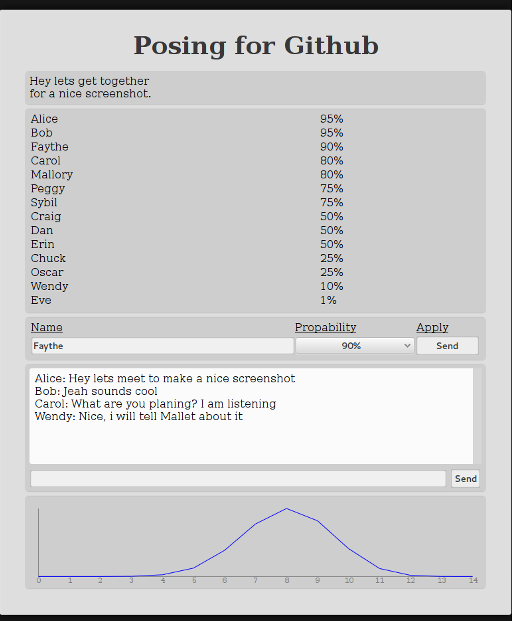 Posing for Github
Hey lets get together
for a nice screenshot.
Alice 95%
Bob 95%
Faythe 90%
Carol 80%
Mallory 80%
Peggy 75%
Sybil 75%
Craig 50%
Dan 50%
Erin 50%
Chuck 25%
Oscar 25%
Wendy 10%
Eve 1%
Name Propability Apply
Faythe 90% Send
Alice: Hey lets meet to make a nice screenshot
Bob: Jeah sounds cool
Carol: What are you planing? I am listening
Wendy: Nice, i will tell Mallet about it
Send
0 1 2 3 4 5 6 7 8 9 10 11 12 13 14